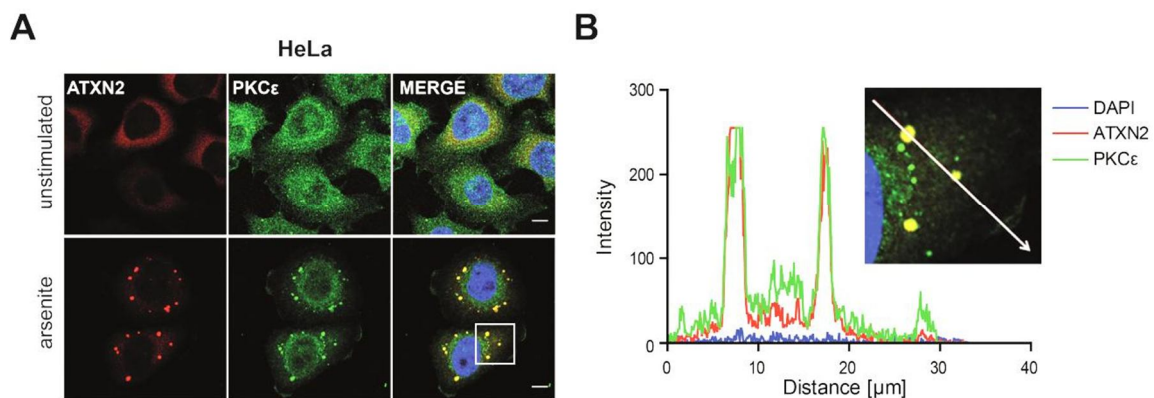 A
HeLa
ATXN2
PKCε
MERGE
unstimulated
arsenite
B
300
200
100
0
Intensity
0
10
20
30
40
Distance [µm]
DAPI
ATXN2
PKCε